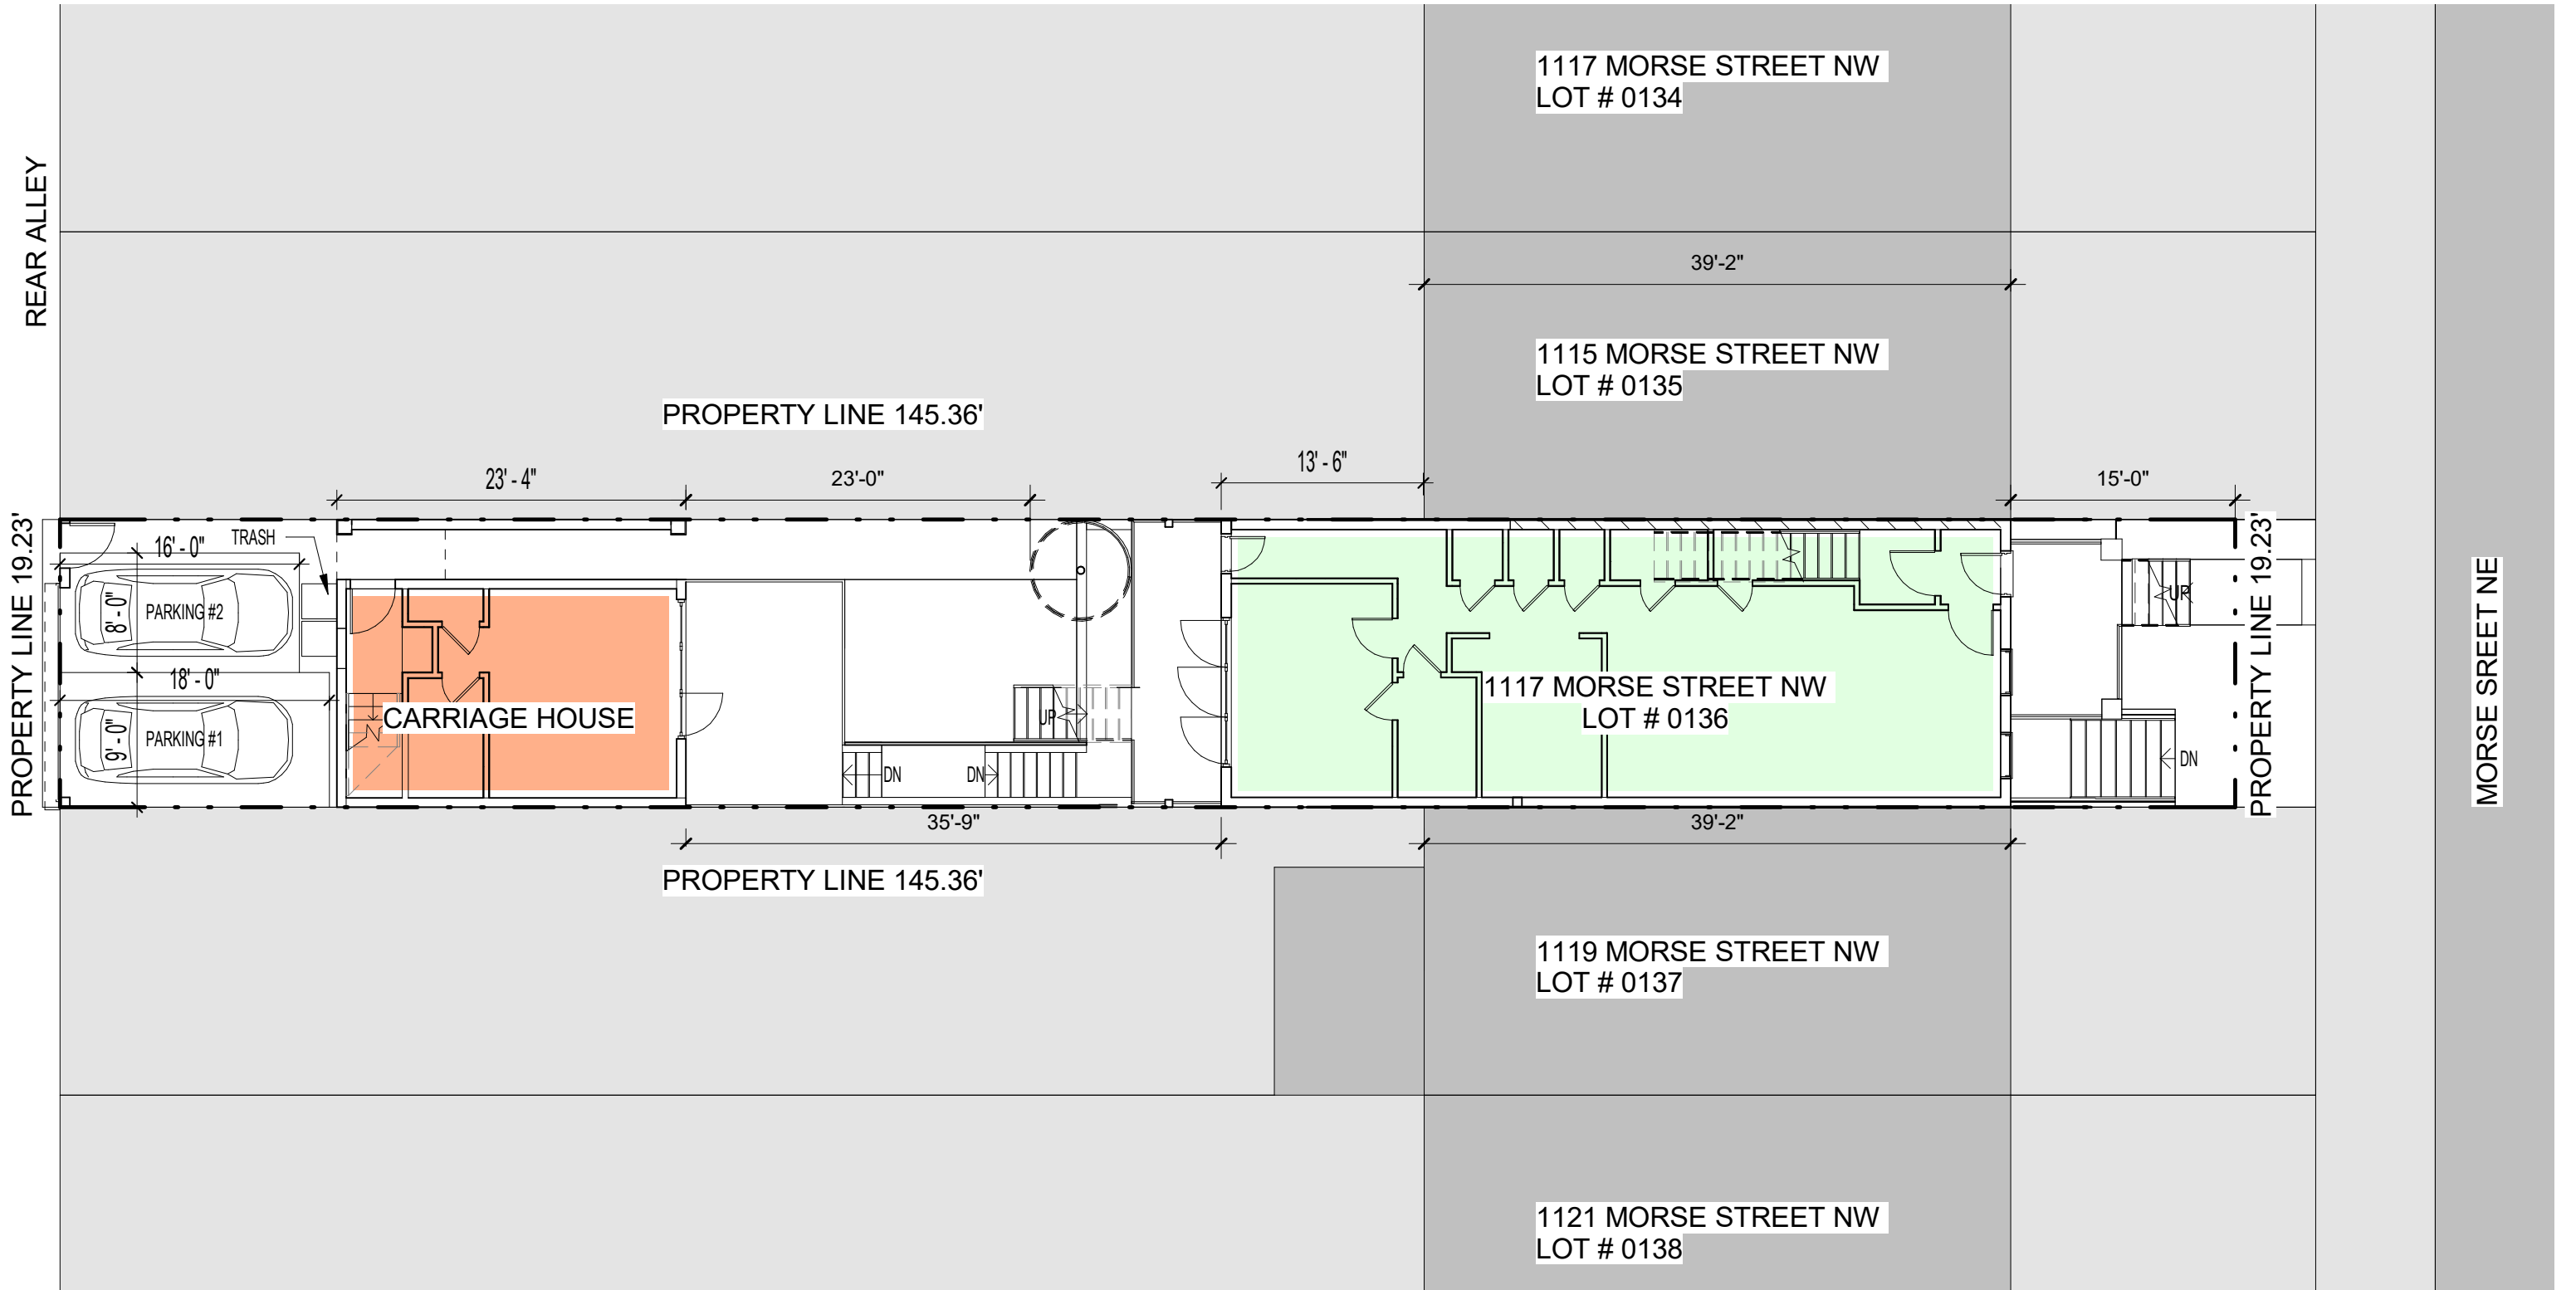 1117 MORSE STREET NW
LOT # 0134
REAR ALLEY
39'-2"
1115 MORSE STREET NW
LOT # 0135
PROPERTY LINE 145.36'
23' - 4"
23'-0"
13' - 6"
15'-0"
PROPERTY LINE 19.23'
TRASH
16' - 0"
8' - 0"
PARKING #2
18' - 0"
9' - 0"
PARKING #1
CARRIAGE HOUSE
UP
DN
DN
1117 MORSE STREET NW
LOT # 0136
UP
DN
PROPERTY LINE 19.23'
MORSE SREET NE
35'-9"
39'-2"
PROPERTY LINE 145.36'
1119 MORSE STREET NW
LOT # 0137
1121 MORSE STREET NW
LOT # 0138